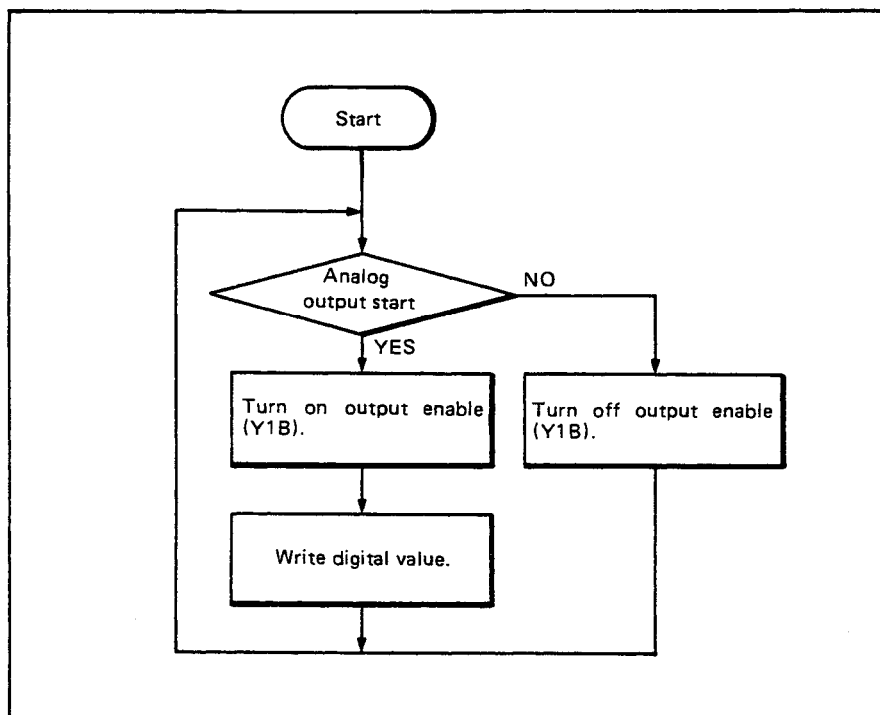 Start
Analog
output start
NO
YES
Turn on output enable
(Y1B).
Turn off output enable
(Y1B).
Write digital value.